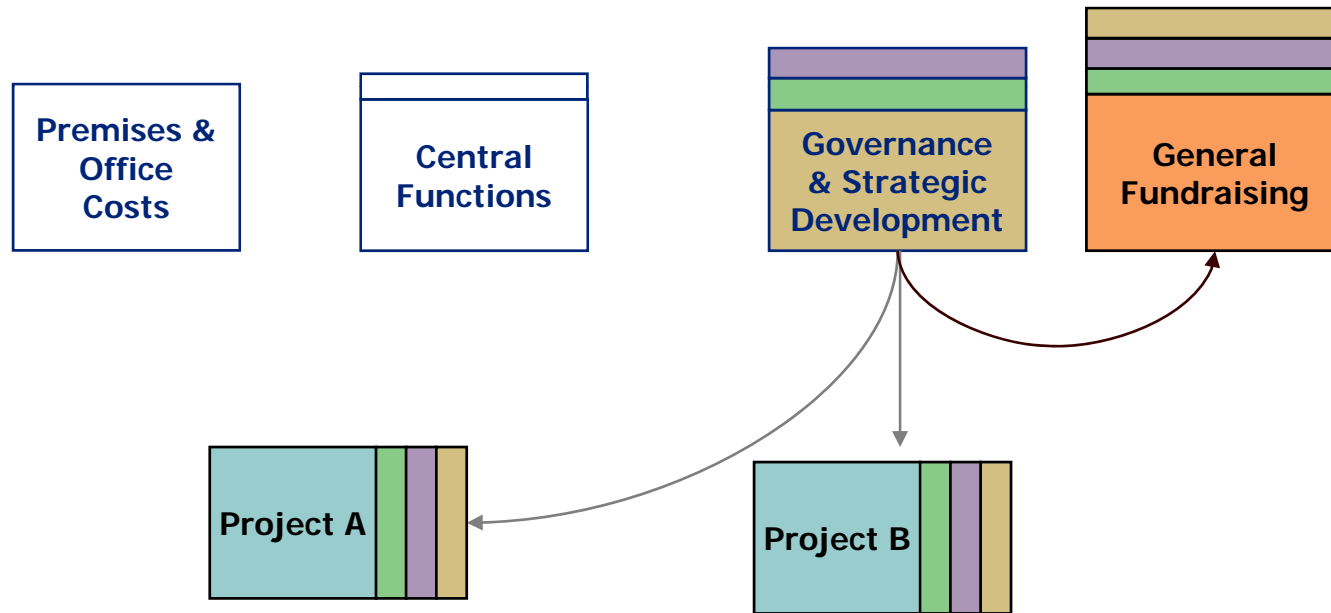 Premises &
Office
Costs
Central
Functions
Governance
& Strategic
Development
General
Fundraising
Project A
Project B